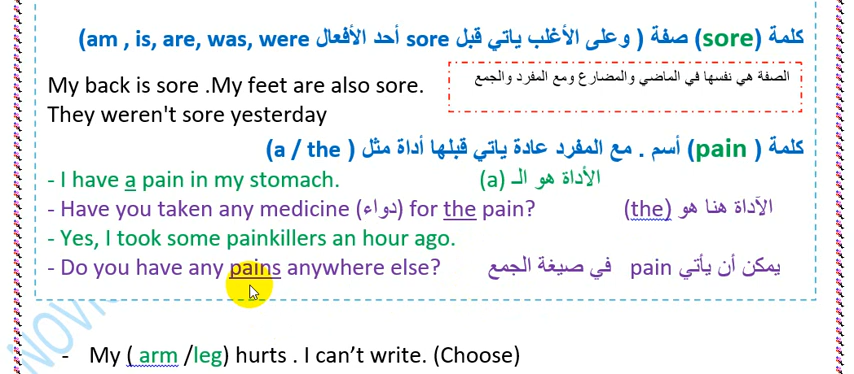 كلمة (sore) صفة ( وعلى الأغلب ياتي قبل sore أحد الأفعال am , is, are, was, were)
My back is sore .My feet are also sore.
الصفة هي نفسها في الماضي والمضارع ومع المفرد والجمع
They weren't sore yesterday
كلمة ( pain) أسم . مع المفرد عادة ياتي قبلها أداة مثل ( a / the)
- I have a pain in my stomach. الأداة هو الـ (a)
- Have you taken any medicine (دواء) for the pain? الآداة هنا هو (the)
- Yes, I took some painkillers an hour ago.
- Do you have any pains anywhere else? يمكن أن يأتي pain في صيغة الجمع
- My ( arm /leg) hurts . I can't write. (Choose)